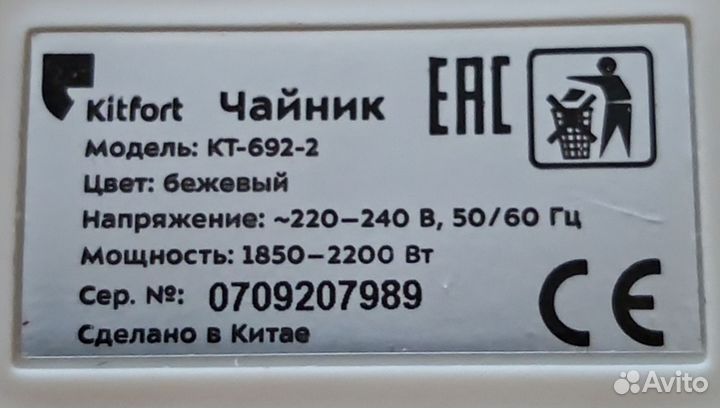 Kitfort Чайник EAC
Модель: КТ-692-2
Цвет: бежевый
Напряжение: ~220–240 В, 50/60 Гц
Мощность: 1850–2200 Вт
Сер. №: 0709207989
Сделано в Китае
CE
Avito